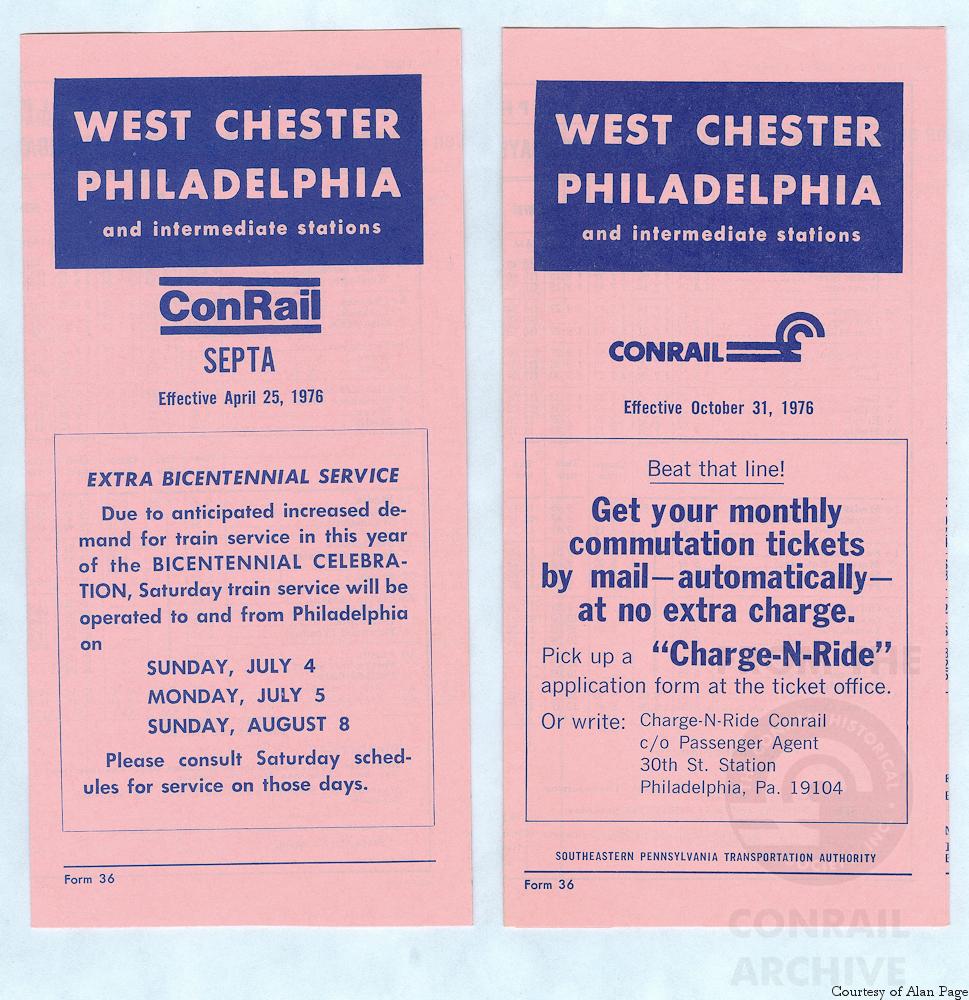 WEST CHESTER
PHILADELPHIA
and intermediate stations
ConRail
SEPTA
Effective April 25, 1976
EXTRA BICENTENNIAL SERVICE
Due to anticipated increased de-
mand for train service in this year
of the BICENTENNIAL CELEBRA-
TION, Saturday train service will be
operated to and from Philadelphia
on
SUNDAY, JULY 4
MONDAY, JULY 5
SUNDAY, AUGUST 8
Please consult Saturday sched-
ules for service on those days.
Form 36
WEST CHESTER
PHILADELPHIA
and intermediate stations
CONRAIL
Effective October 31, 1976
Beat that line!
Get your monthly
commutation tickets
by mail—automatically—
at no extra charge.
Pick up a "Charge-N-Ride"
application form at the ticket office.
Or write: Charge-N-Ride Conrail
c/o Passenger Agent
30th St. Station
Philadelphia, Pa. 19104
SOUTHEASTERN PENNSYLVANIA TRANSPORTATION AUTHORITY
Form 36
FROM THE
HISTORICAL
CONRAIL
ARCHIVE
Courtesy of Alan Page